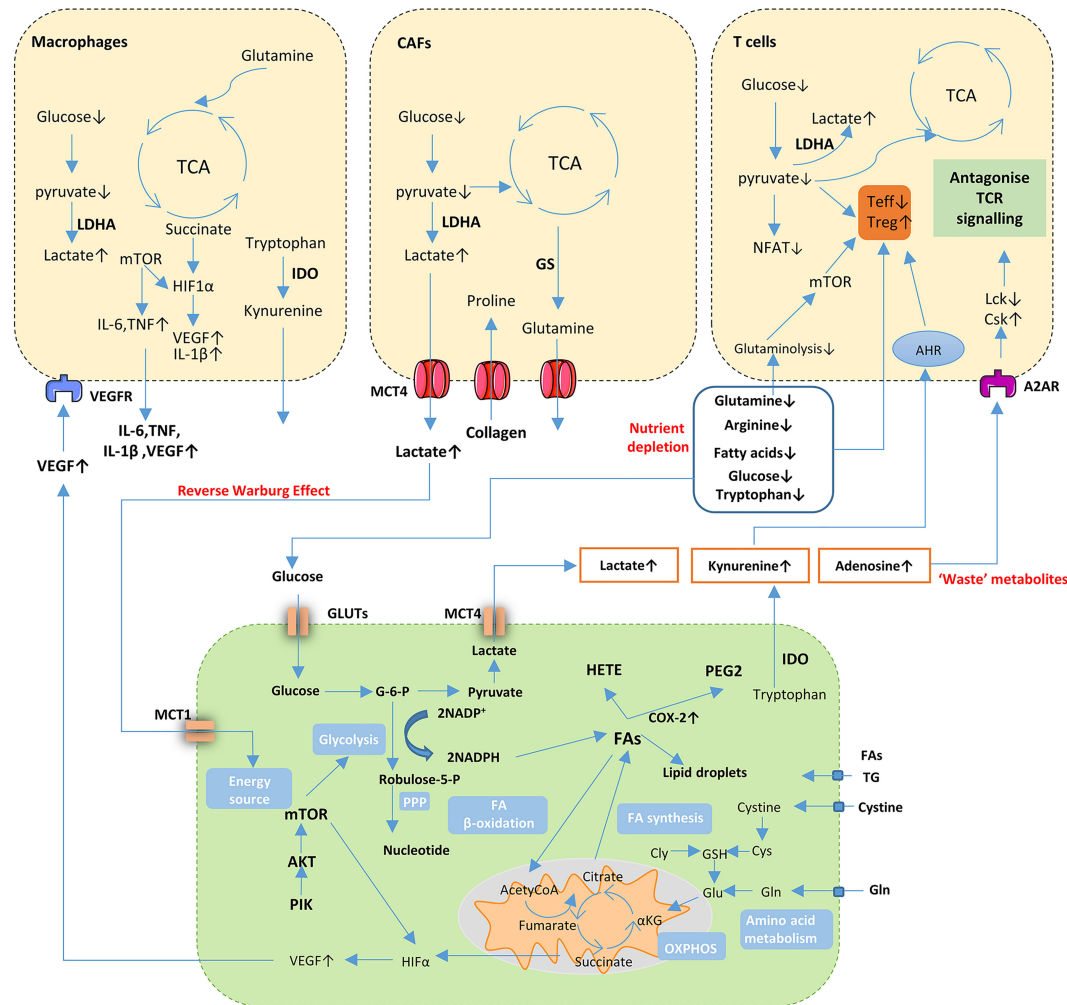 Macrophages
Glutamine
Glucose↓
TCA
pyruvate↓
LDHA
Lactate↑
Succinate
mTOR
HIF1α
IL-6,TNF↑
VEGF↑
IL-1β↑
Tryptophan
IDO
Kynurenine
CAFs
Glucose↓
TCA
pyruvate↓
LDHA
Lactate↑
GS
Proline
Glutamine
T cells
Glucose↓
TCA
Lactate↑
LDHA
pyruvate↓
Antagonise
TCR
signalling
Teff↓
Treg↑
NFAT↓
mTOR
Lck↓
Csk↑
Glutaminolysis↓
AHR
VEGFR
MCT4
A2AR
IL-6,TNF,
IL-1β ,VEGF↑
VEGF↑
Collagen
Lactate↑
Reverse Warburg Effect
Nutrient
depletion
Glutamine↓
Arginine↓
Fatty acids↓
Glucose↓
Tryptophan↓
Lactate↑
Kynurenine↑
Adenosine↑
‘Waste’ metabolites
Glucose
GLUTs
MCT4
Lactate
Glucose
G-6-P
Pyruvate
HETE
PEG2
IDO
Tryptophan
MCT1
2NADP⁺
COX-2↑
Glycolysis
2NADPH
FAs
Robulose-5-P
Lipid droplets
FAs
TG
Energy
source
PPP
FA
β-oxidation
FA synthesis
Cystine
Cystine
mTOR
Nucleotide
Cly
GSH
Cys
AKT
AcetyCoA
Citrate
Glu
Gln
Gln
PIK
Fumarate
αKG
Amino acid
metabolism
OXPHOS
VEGF↑
HIFα
Succinate